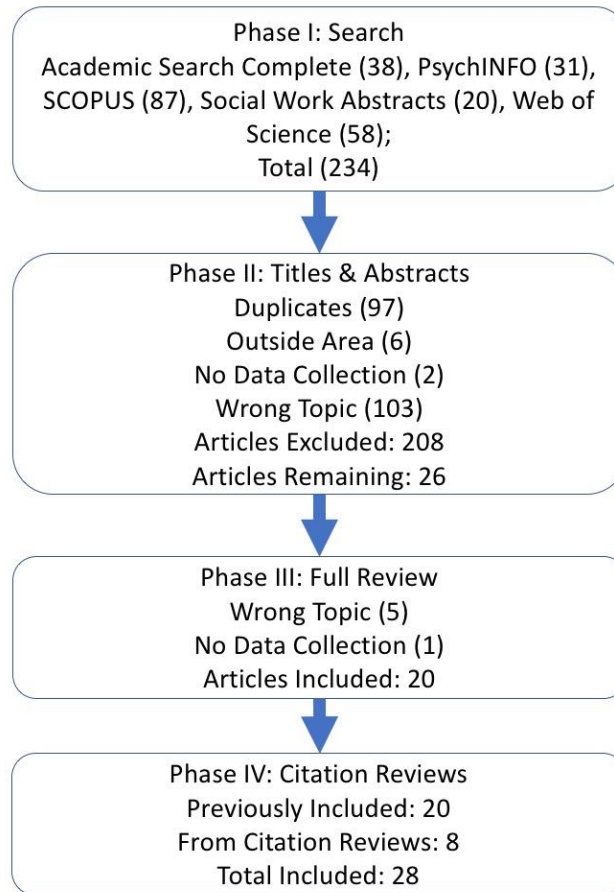 Phase I: Search
Academic Search Complete (38), PsychINFO (31),
SCOPUS (87), Social Work Abstracts (20), Web of
Science (58);
Total (234)
Phase II: Titles & Abstracts
Duplicates (97)
Outside Area (6)
No Data Collection (2)
Wrong Topic (103)
Articles Excluded: 208
Articles Remaining: 26
Phase III: Full Review
Wrong Topic (5)
No Data Collection (1)
Articles Included: 20
Phase IV: Citation Reviews
Previously Included: 20
From Citation Reviews: 8
Total Included: 28